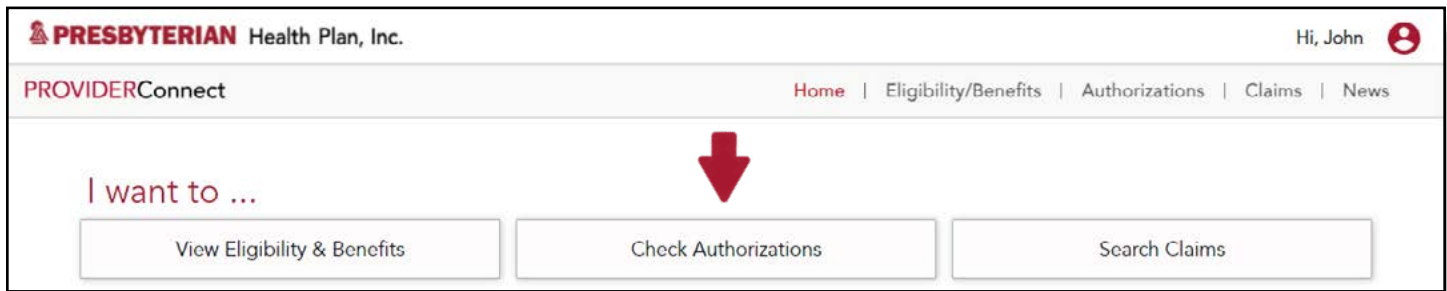 PRESBYTERIAN Health Plan, Inc.
Hi, John
PROVIDERConnect
Home | Eligibility/Benefits | Authorizations | Claims | News
I want to ...
View Eligibility & Benefits
Check Authorizations
Search Claims